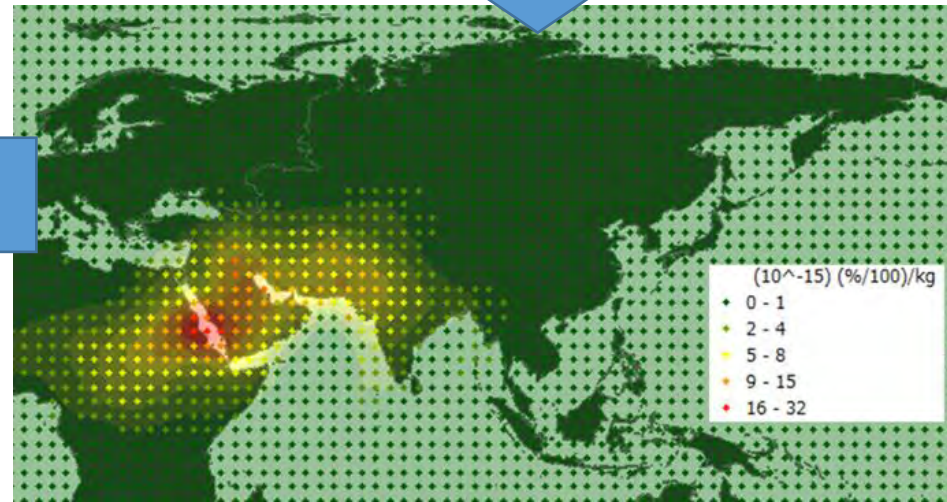 (10^-15) (%/100)/kg
0 - 1
2 - 4
5 - 8
9 - 15
16 - 32